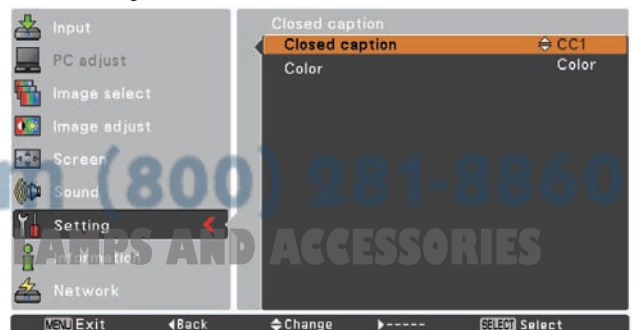 Input
PC adjust
Image select
Image adjust
Screen
Sound
Setting
Information
Network
Closed caption
Closed caption CC1
Color Color
m (800) 281-8860
AMPS AND ACCESSORIES
MENU Exit Back Change ----- SELECT Select